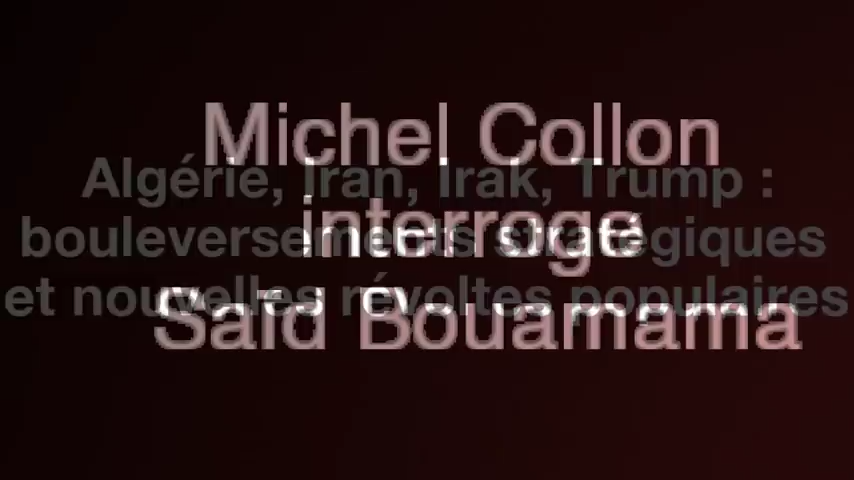 Michel Collon
interroge
Saïd Bouamama
Algérie, Iran, Irak, Trump :
bouleversements stratégiques
et nouvelles révoltes populaires